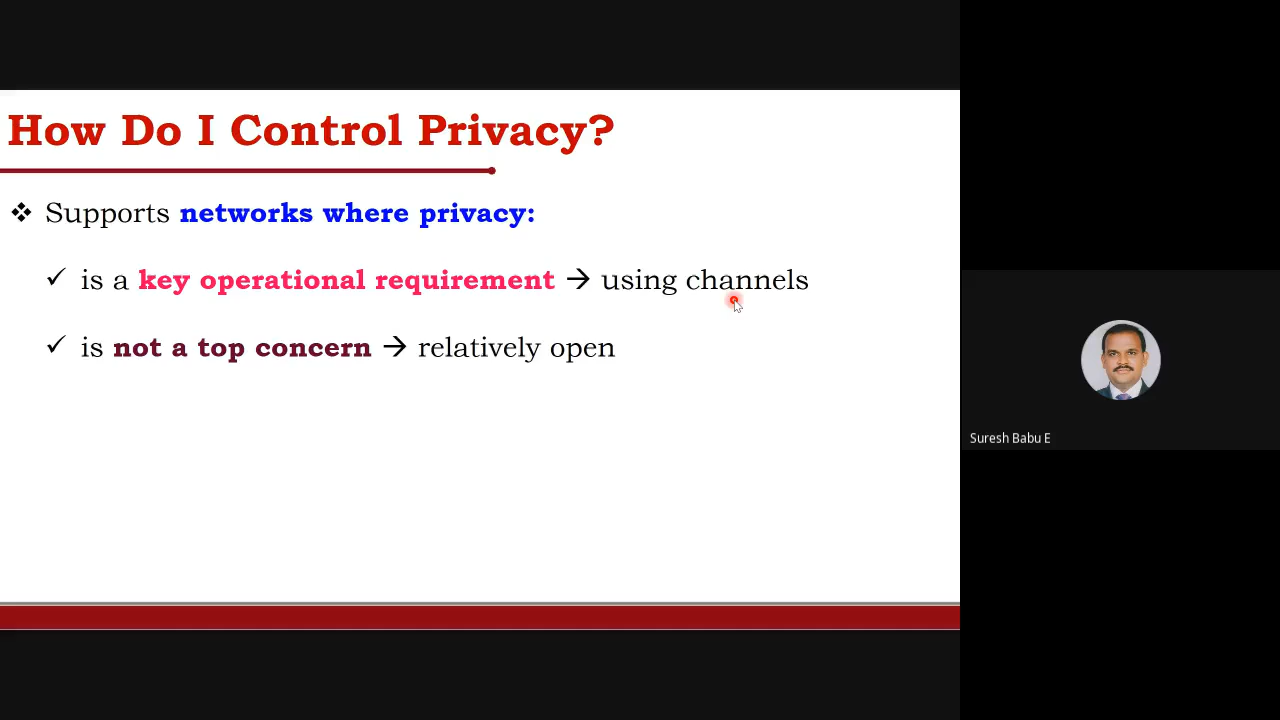 How Do I Control Privacy?
❖ Supports networks where privacy:
✓ is a key operational requirement → using channels
✓ is not a top concern → relatively open
Suresh Babu E